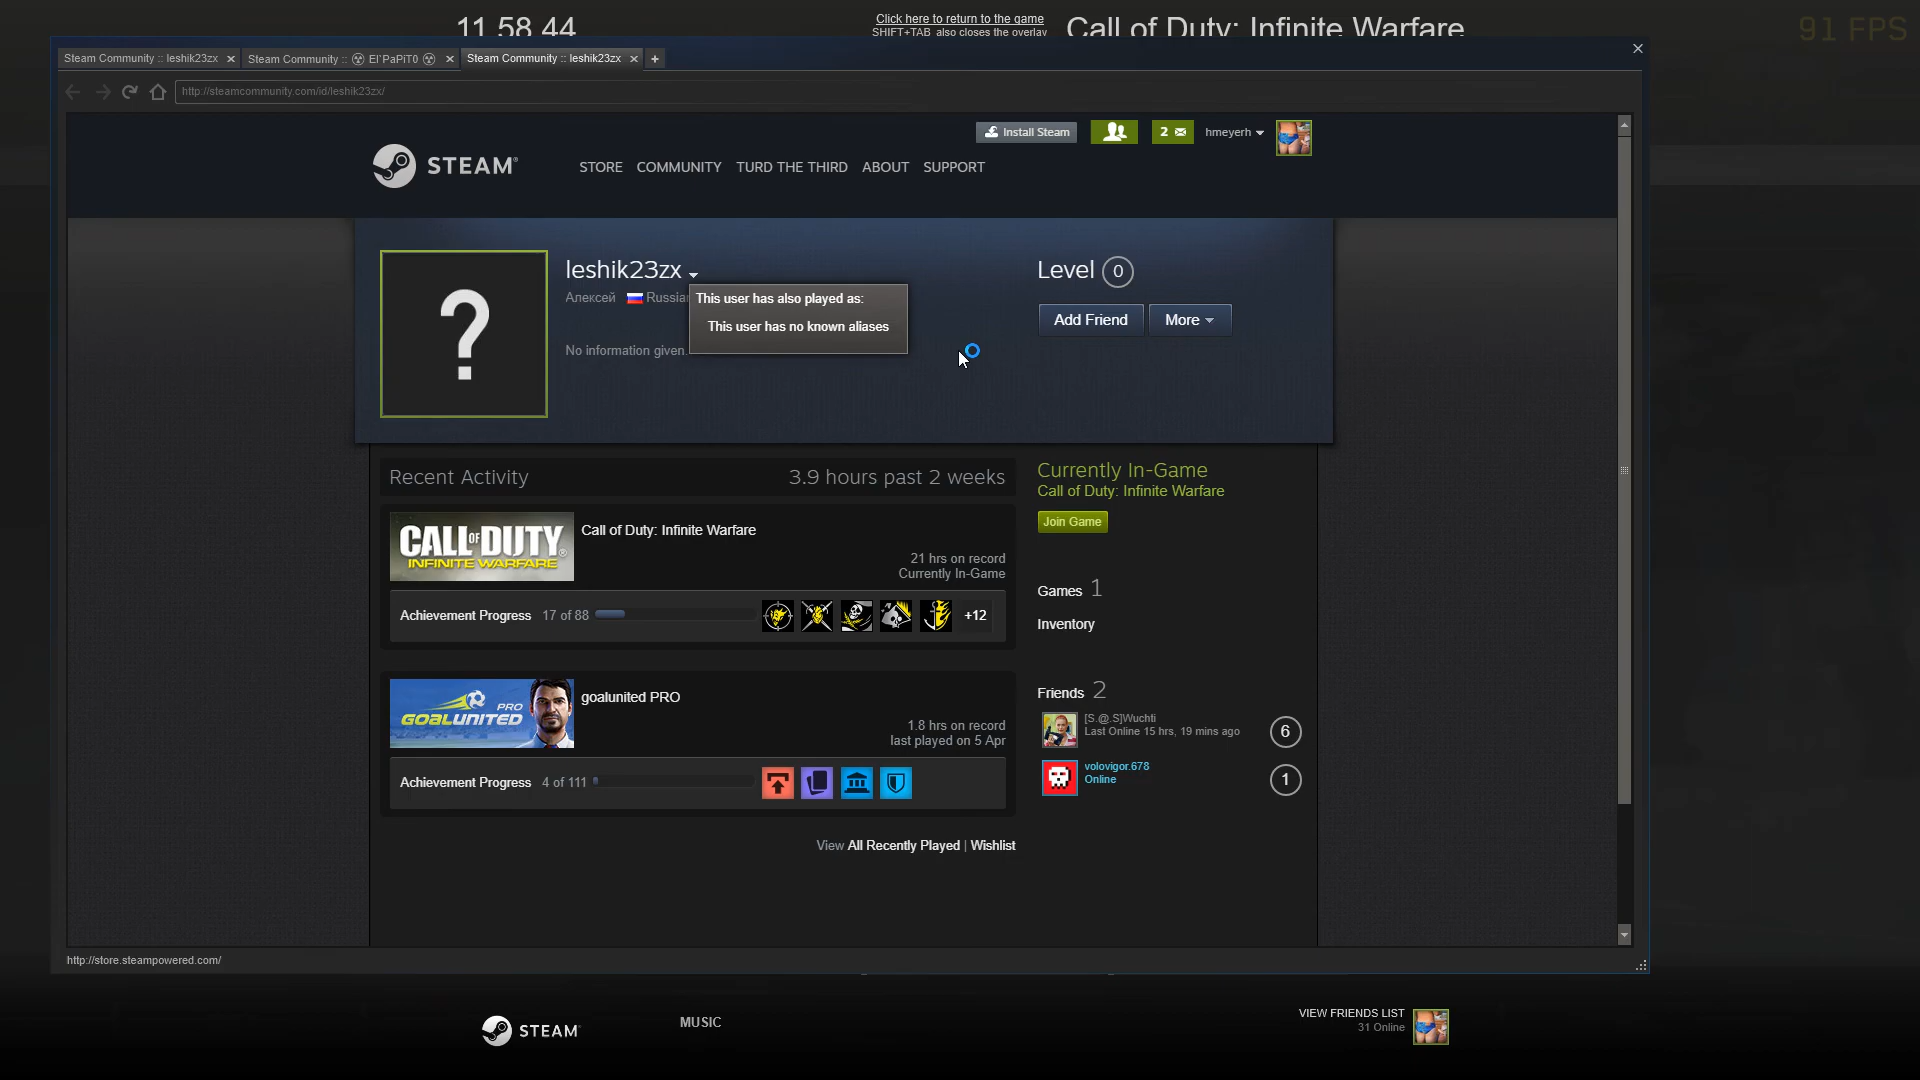 11 58 44
Click here to return to the game
SHIFT+TAB also closes the overlay
Call of Duty: Infinite Warfare
91 FPS
Steam Community :: leshik23zx
Steam Community :: ☢ El`PaPiT0 ☢
Steam Community :: leshik23zx
http://steamcommunity.com/id/leshik23zx/
Install Steam
2
hmeyerh
STEAM®
STORE
COMMUNITY
TURD THE THIRD
ABOUT
SUPPORT
?
leshik23zx
Алексей
This user has also played as:
This user has no known aliases
No information given.
Level 0
Add Friend
More
Recent Activity
3.9 hours past 2 weeks
CALL OF DUTY®
INFINITE WARFARE
Call of Duty: Infinite Warfare
21 hrs on record
Currently In-Game
Achievement Progress 17 of 88
+12
PRO
GOALUNITED
goalunited PRO
1.8 hrs on record
last played on 5 Apr
Achievement Progress 4 of 111
View All Recently Played | Wishlist
Currently In-Game
Call of Duty: Infinite Warfare
Join Game
Games 1
Inventory
Friends 2
[S.@.S]Wuchti
Last Online 15 hrs, 19 mins ago
6
volovigor.678
Online
1
http://store.steampowered.com/
STEAM
MUSIC
VIEW FRIENDS LIST
31 Online